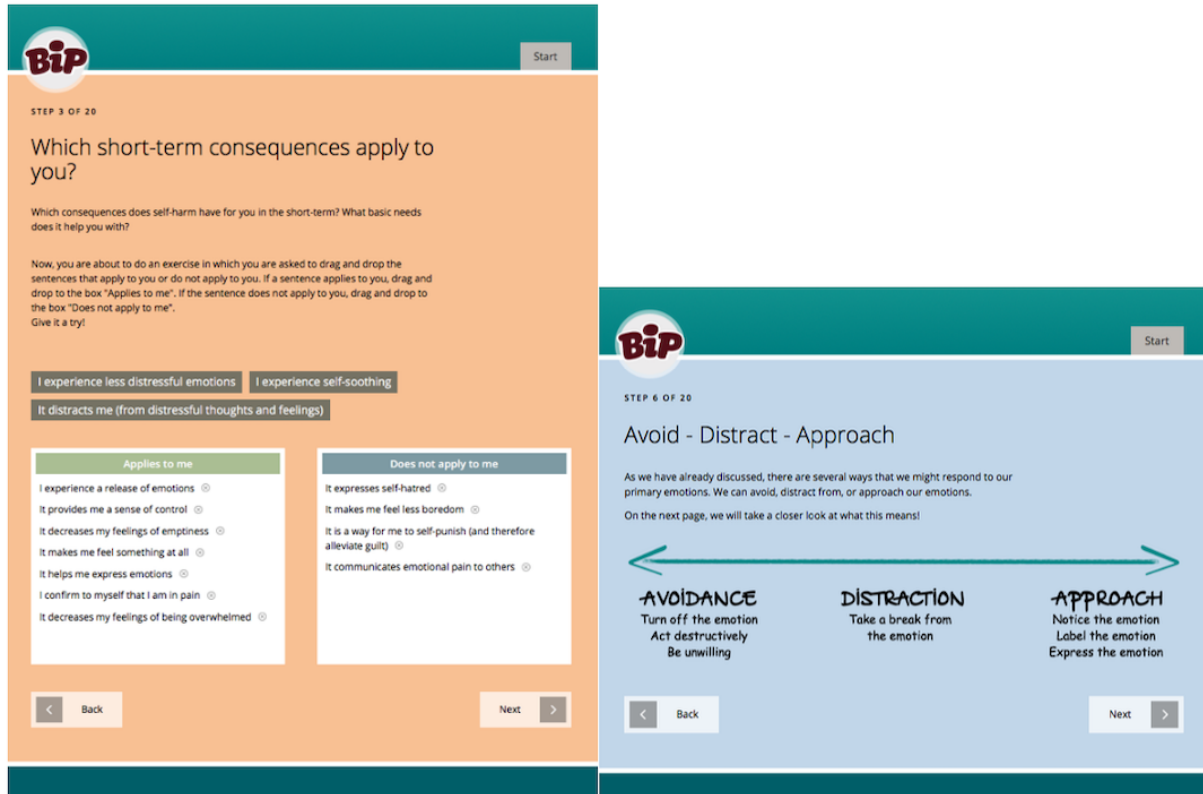 BiP
Start
STEP 3 OF 20
Which short-term consequences apply to
you?
Which consequences does self-harm have for you in the short-term? What basic needs
does it help you with?
Now, you are about to do an exercise in which you are asked to drag and drop the
sentences that apply to you or do not apply to you. If a sentence applies to you, drag and
drop to the box "Applies to me". If the sentence does not apply to you, drag and drop to
the box "Does not apply to me".
Give it a try!
I experience less distressful emotions
I experience self-soothing
It distracts me (from distressful thoughts and feelings)
Applies to me
I experience a release of emotions
It provides me a sense of control
It decreases my feelings of emptiness
It makes me feel something at all
It helps me express emotions
I confirm to myself that I am in pain
It decreases my feelings of being overwhelmed
Does not apply to me
It expresses self-hatred
It makes me feel less boredom
It is a way for me to self-punish (and therefore
alleviate guilt)
It communicates emotional pain to others
Back
Next
BiP
Start
STEP 6 OF 20
Avoid - Distract - Approach
As we have already discussed, there are several ways that we might respond to our
primary emotions. We can avoid, distract from, or approach our emotions.
On the next page, we will take a closer look at what this means!
AVOIDANCE
Turn off the emotion
Act destructively
Be unwilling
DISTRACTION
Take a break from
the emotion
APPROACH
Notice the emotion
Label the emotion
Express the emotion
Back
Next